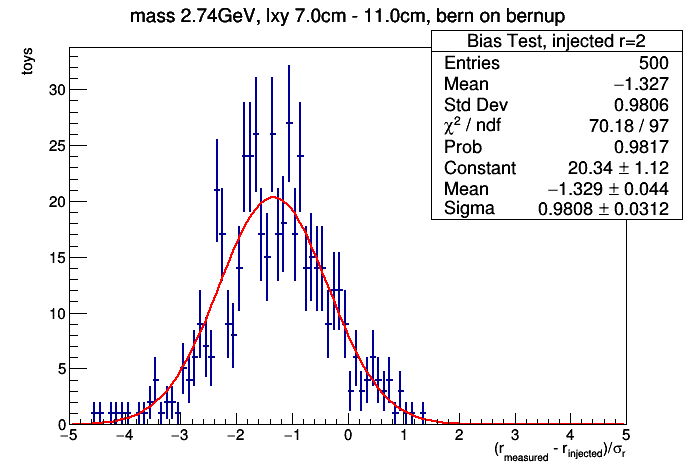 mass 2.74GeV, lxy 7.0cm - 11.0cm, bern on bernup
Bias Test, injected r=2
Entries 500
Mean −1.327
Std Dev 0.9806
χ² / ndf 70.18 / 97
Prob 0.9817
Constant 20.34 ± 1.12
Mean −1.329 ± 0.044
Sigma 0.9808 ± 0.0312
toys
30
25
20
15
10
5
0
−5 −4 −3 −2 −1 0 1 2 3 4 5
(r_measured - r_injected)/σ_r